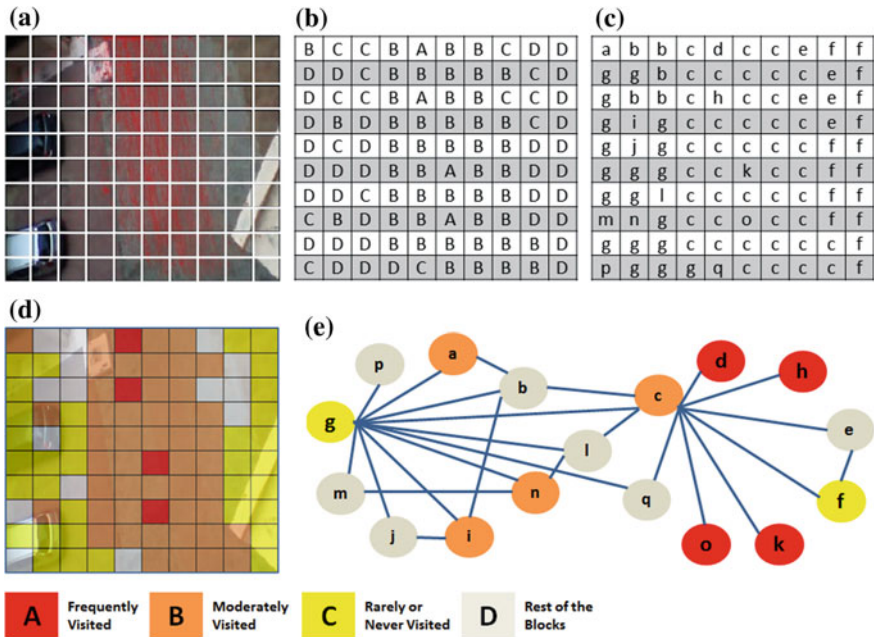 (a)
(b)
B C C B A B B C D D
D D C B B B B B C D
D C C B A B B C C D
D B D B B B B B C D
D C D B B B B B D D
D D D B B A B B D D
D D C B B B B B D D
C B D B B A B B D D
D D D B B B B B B D
C D D D C B B B B D
(c)
a b b c d c c e f f
g g b c c c c c e f
g b b c h c c e e f
g i g c c c c c e f
g j g c c c c c f f
g g g c c k c c f f
g g l c c c c c f f
m n g c c o c c f f
g g g c c c c c c f
p g g g q c c c c f
(d)
(e)
p
a
b
d
h
c
g
e
l
m
n
q
f
j
i
o
k
A Frequently Visited
B Moderately Visited
C Rarely or Never Visited
D Rest of the Blocks